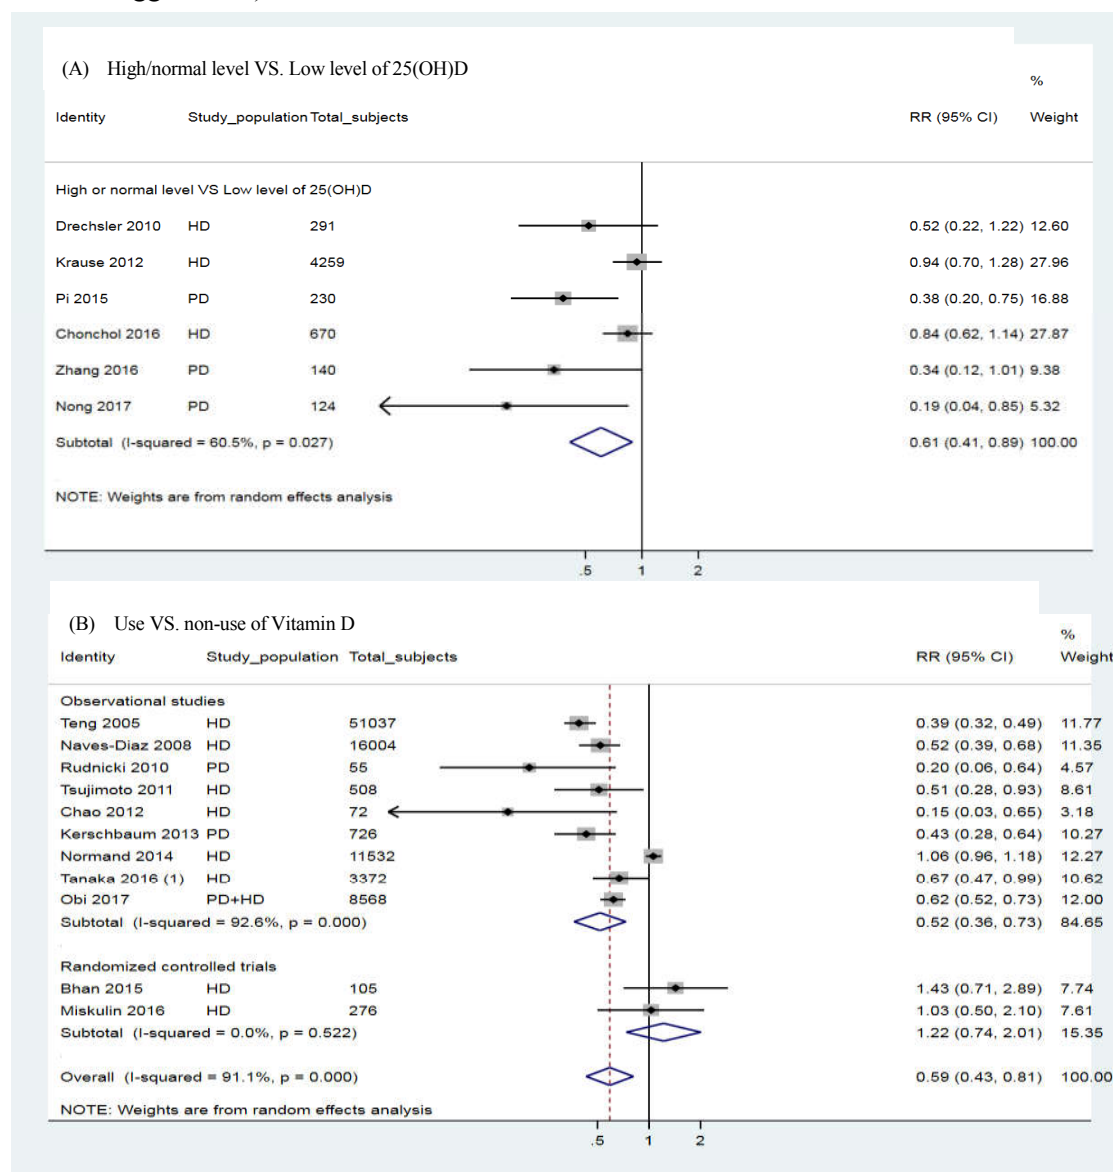 (A) High/normal level VS. Low level of 25(OH)D
%
Identity Study_population Total_subjects RR (95% CI) Weight
High or normal level VS Low level of 25(OH)D
Drechsler 2010 HD 291 0.52 (0.22, 1.22) 12.60
Krause 2012 HD 4259 0.94 (0.70, 1.28) 27.96
Pi 2015 PD 230 0.38 (0.20, 0.75) 16.88
Chonchol 2016 HD 670 0.84 (0.62, 1.14) 27.87
Zhang 2016 PD 140 0.34 (0.12, 1.01) 9.38
Nong 2017 PD 124 0.19 (0.04, 0.85) 5.32
Subtotal (I-squared = 60.5%, p = 0.027) 0.61 (0.41, 0.89) 100.00
NOTE: Weights are from random effects analysis
.5 1 2
(B) Use VS. non-use of Vitamin D
%
Identity Study_population Total_subjects RR (95% CI) Weight
Observational studies
Teng 2005 HD 51037 0.39 (0.32, 0.49) 11.77
Naves-Diaz 2008 HD 16004 0.52 (0.39, 0.68) 11.35
Rudnicki 2010 PD 55 0.20 (0.06, 0.64) 4.57
Tsujimoto 2011 HD 508 0.51 (0.28, 0.93) 8.61
Chao 2012 HD 72 0.15 (0.03, 0.65) 3.18
Kerschbaum 2013 PD 726 0.43 (0.28, 0.64) 10.27
Normand 2014 HD 11532 1.06 (0.96, 1.18) 12.27
Tanaka 2016 (1) HD 3372 0.67 (0.47, 0.99) 10.62
Obi 2017 PD+HD 8568 0.62 (0.52, 0.73) 12.00
Subtotal (I-squared = 92.6%, p = 0.000) 0.52 (0.36, 0.73) 84.65
Randomized controlled trials
Bhan 2015 HD 105 1.43 (0.71, 2.89) 7.74
Miskulin 2016 HD 276 1.03 (0.50, 2.10) 7.61
Subtotal (I-squared = 0.0%, p = 0.522) 1.22 (0.74, 2.01) 15.35
Overall (I-squared = 91.1%, p = 0.000) 0.59 (0.43, 0.81) 100.00
NOTE: Weights are from random effects analysis
.5 1 2